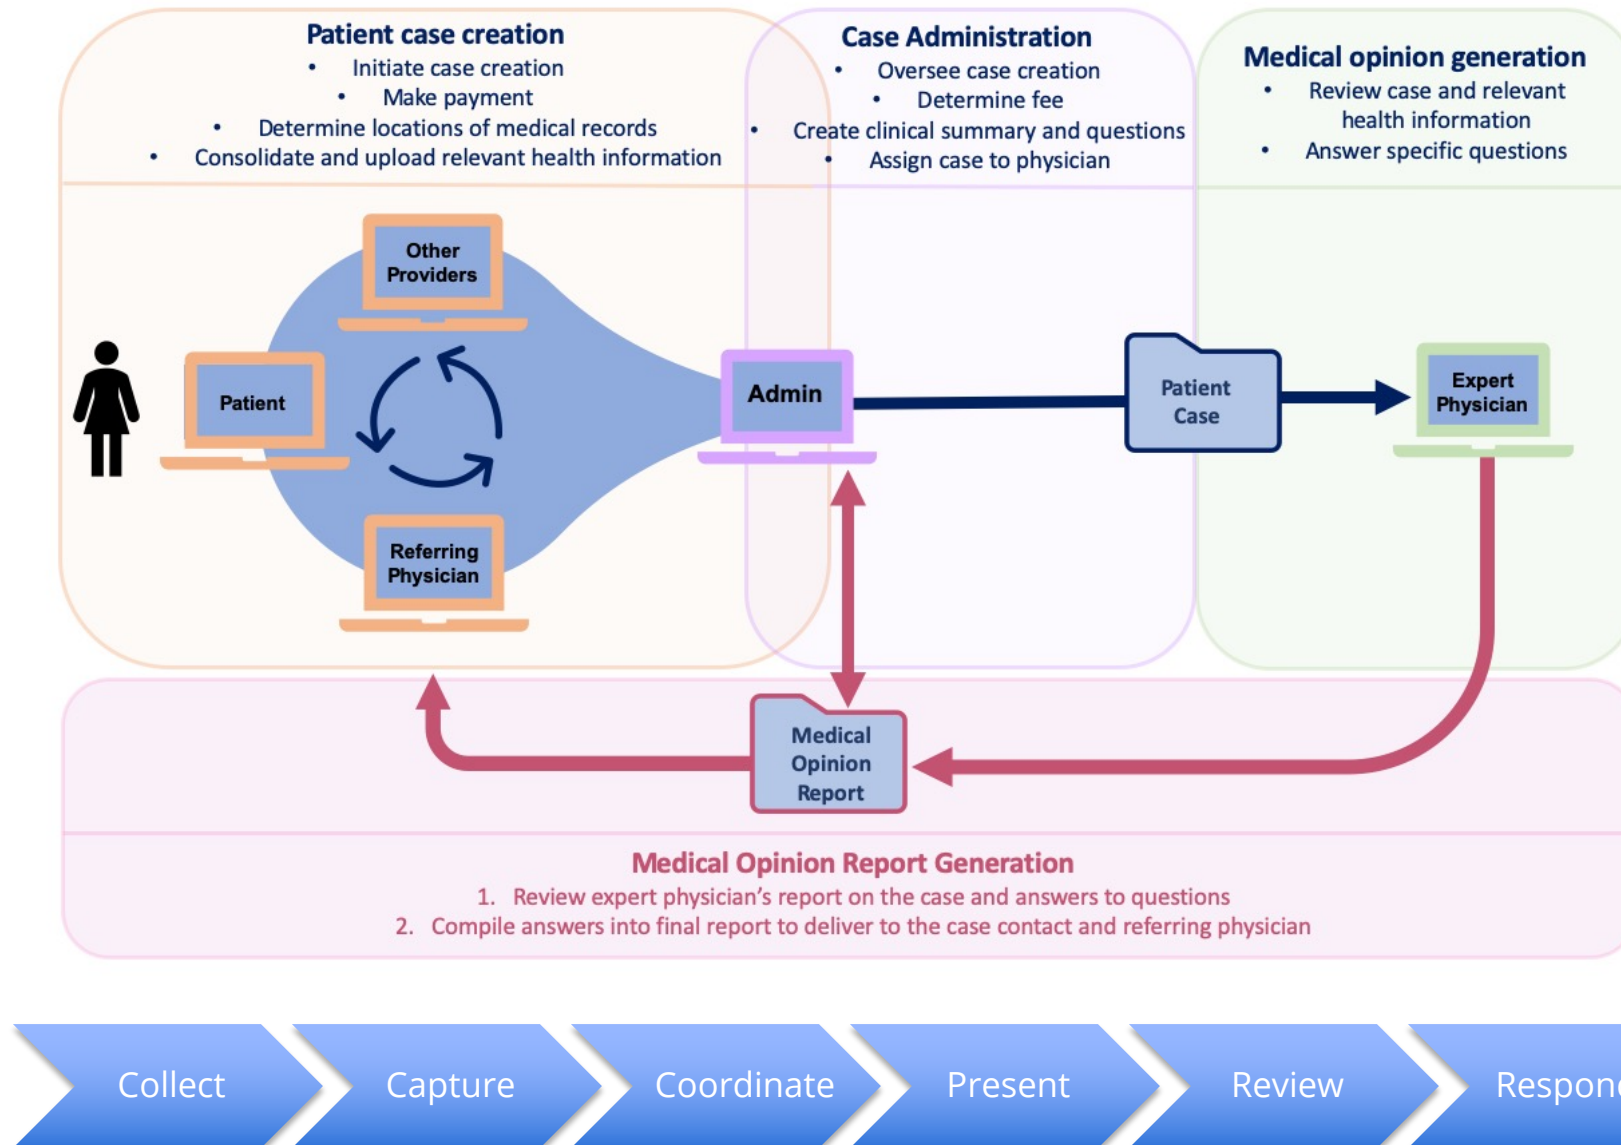 Patient case creation
• Initiate case creation
• Make payment
• Determine locations of medical records
• Consolidate and upload relevant health information
Case Administration
• Oversee case creation
• Determine fee
• Create clinical summary and questions
• Assign case to physician
Medical opinion generation
• Review case and relevant
health information
• Answer specific questions
Other
Providers
Patient
Referring
Physician
Admin
Patient
Case
Expert
Physician
Medical
Opinion
Report
Medical Opinion Report Generation
1. Review expert physician’s report on the case and answers to questions
2. Compile answers into final report to deliver to the case contact and referring physician
Collect
Capture
Coordinate
Present
Review
Respon